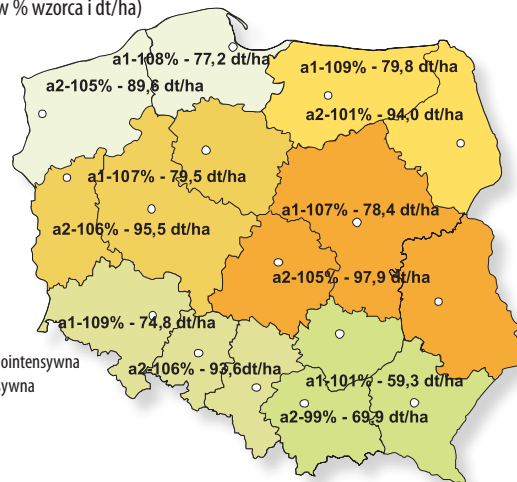 w % wzorca i dt/ha)
a1-108% - 77,2 dt/ha
a2-105% - 89,6 dt/ha
a1-109% - 79,8 dt/ha
a2-101% - 94,0 dt/ha
a1-107% - 79,5 dt/ha
a2-106% - 95,5 dt/ha
a1-107% - 78,4 dt/ha
a2-105% - 97,9 dt/ha
a1-109% - 74,8 dt/ha
a2-106% - 93,6dt/ha
a1-101% - 59,3 dt/ha
a2-99% - 69,9 dt/ha
ointensywna
sywna